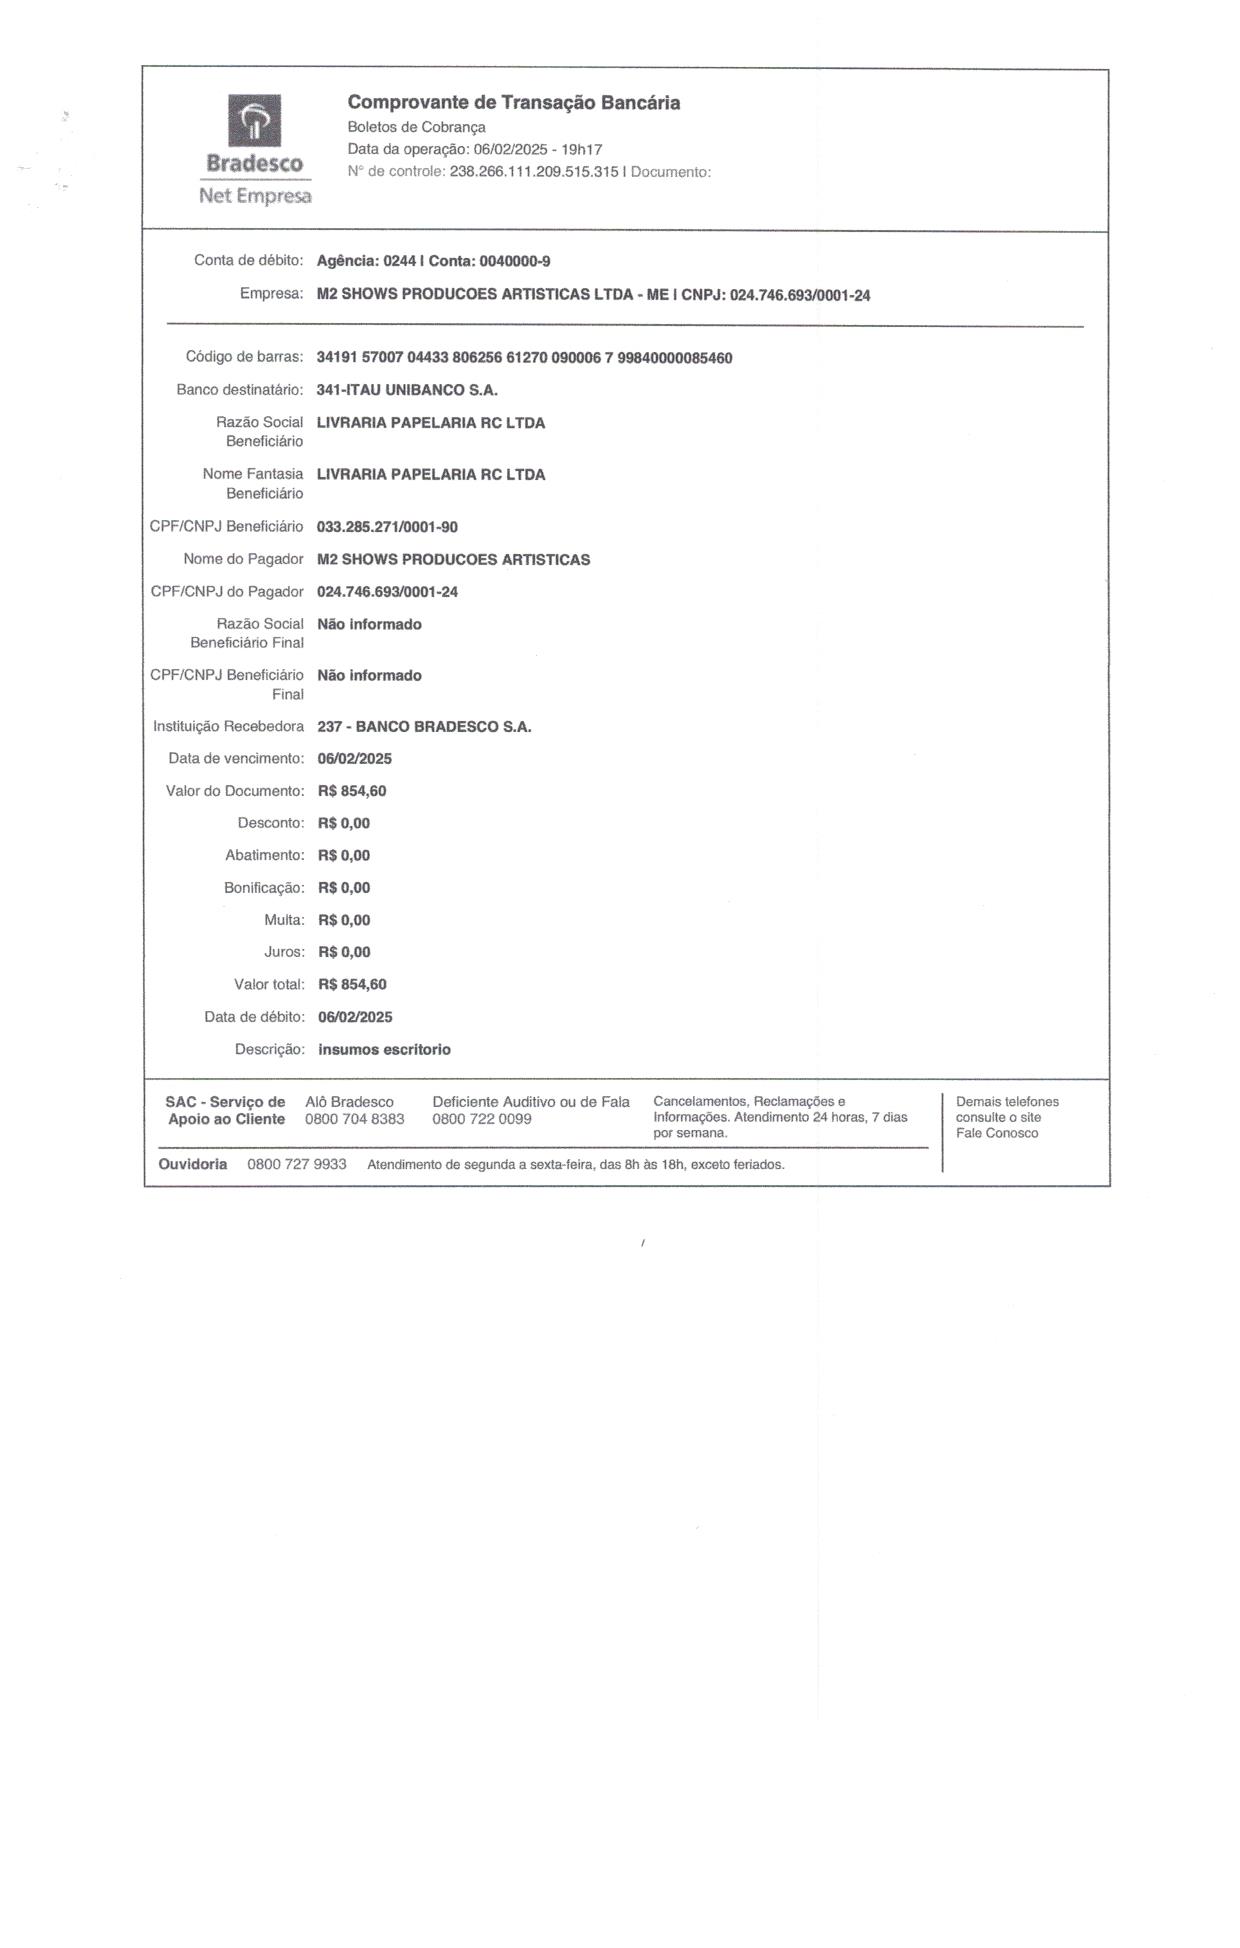 Bradesco
Net Empresa
Comprovante de Transação Bancária
Boletos de Cobrança
Data da operação: 06/02/2025 - 19h17
N° de controle: 238.266.111.209.515.315 | Documento:
Conta de débito: Agência: 0244 | Conta: 0040000-9
Empresa: M2 SHOWS PRODUCOES ARTISTICAS LTDA - ME | CNPJ: 024.746.693/0001-24
Código de barras: 34191 57007 04433 806256 61270 090006 7 99840000085460
Banco destinatário: 341-ITAU UNIBANCO S.A.
Razão Social LIVRARIA PAPELARIA RC LTDA
Beneficiário
Nome Fantasia LIVRARIA PAPELARIA RC LTDA
Beneficiário
CPF/CNPJ Beneficiário 033.285.271/0001-90
Nome do Pagador M2 SHOWS PRODUCOES ARTISTICAS
CPF/CNPJ do Pagador 024.746.693/0001-24
Razão Social Não informado
Beneficiário Final
CPF/CNPJ Beneficiário Não informado
Final
Instituição Recebedora 237 - BANCO BRADESCO S.A.
Data de vencimento: 06/02/2025
Valor do Documento: R$ 854,60
Desconto: R$ 0,00
Abatimento: R$ 0,00
Bonificação: R$ 0,00
Multa: R$ 0,00
Juros: R$ 0,00
Valor total: R$ 854,60
Data de débito: 06/02/2025
Descrição: insumos escritorio
SAC - Serviço de
Apoio ao Cliente
Alô Bradesco
0800 704 8383
Deficiente Auditivo ou de Fala
0800 722 0099
Cancelamentos, Reclamações e
Informações. Atendimento 24 horas, 7 dias
por semana.
Demais telefones
consulte o site
Fale Conosco
Ouvidoria 0800 727 9933 Atendimento de segunda a sexta-feira, das 8h às 18h, exceto feriados.